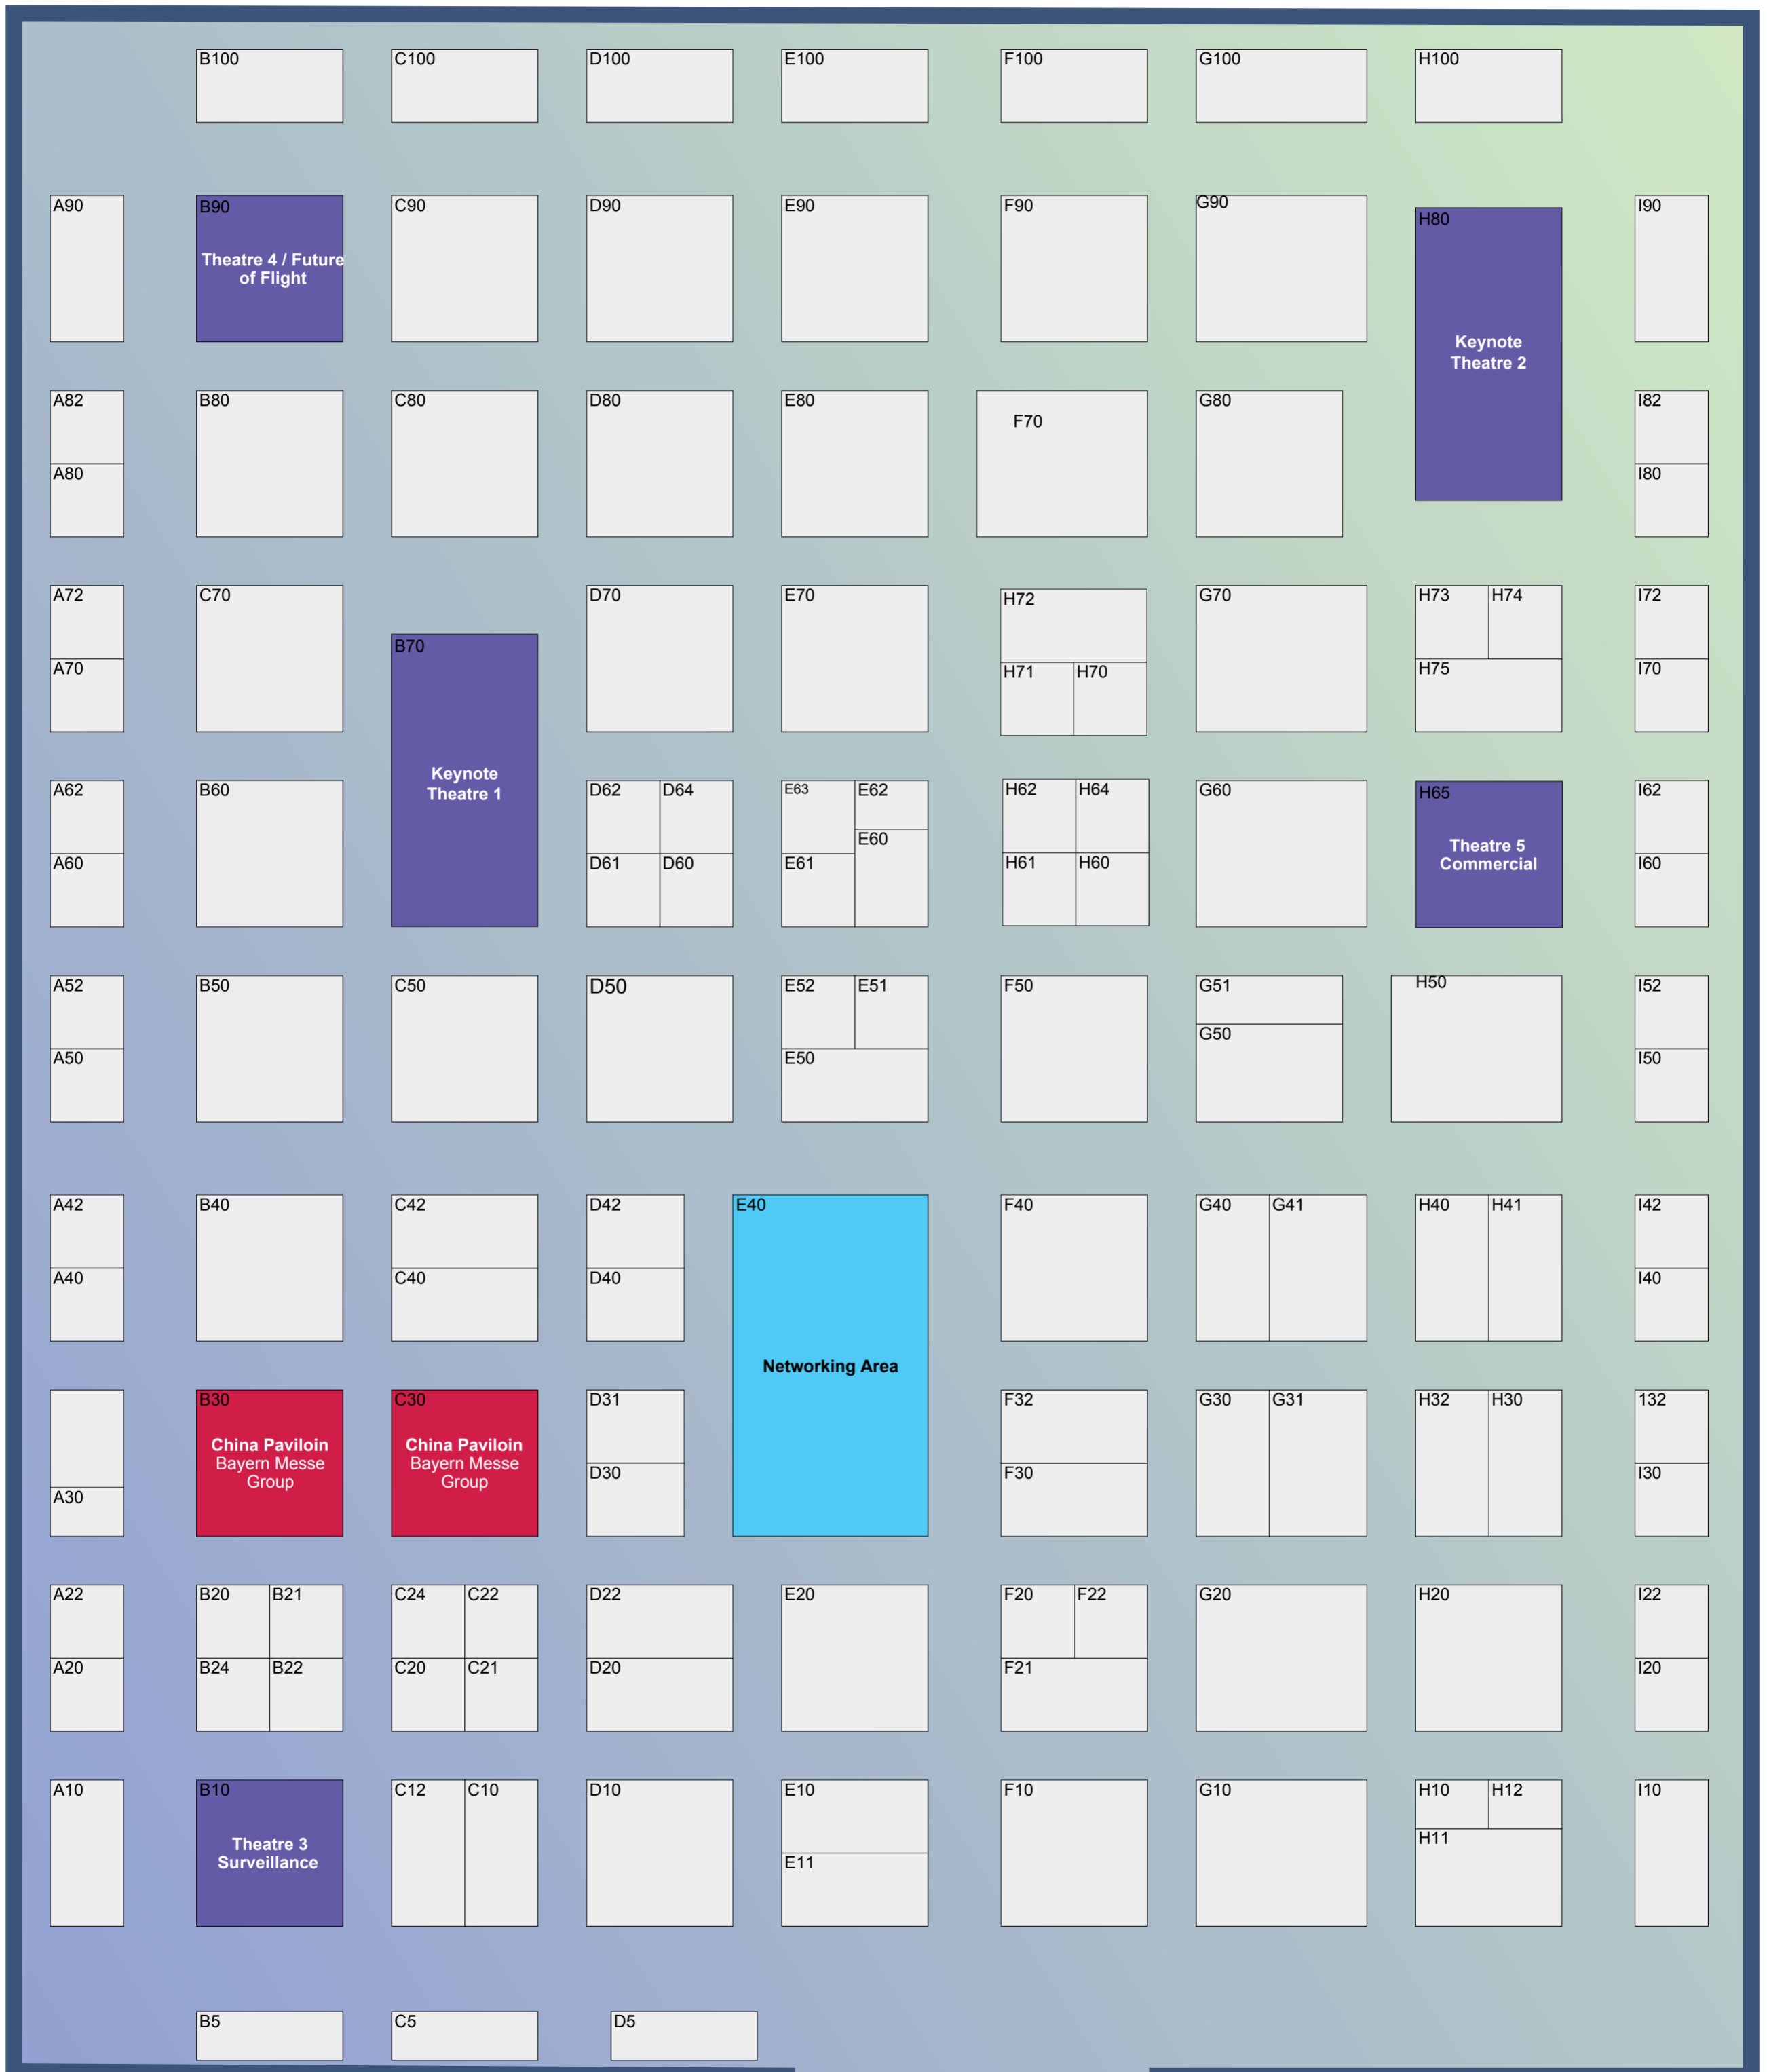 B100 C100 D100 E100 F100 G100 H100
A90 B90 C90 D90 E90 F90 G90 H80 I90
Theatre 4 / Future
of Flight
Keynote
Theatre 2
A82 B80 C80 D80 E80 F70 G80 I82
A80 I80
A72 C70 B70 D70 E70 H72 G70 H73 H74 I72
A70 H71 H70 H75 I70
Keynote
Theatre 1
A62 B60 D62 D64 E63 E62 H62 H64 G60 H65 I62
E60
Theatre 5
Commercial
A60 D61 D60 E61 H61 H60 I60
A52 B50 C50 D50 E52 E51 F50 G51 H50 I52
G50
A50 E50 I50
A42 B40 C42 D42 E40 F40 G40 G41 H40 H41 I42
A40 C40 D40 I40
Networking Area
B30 C30 D31 F32 G30 G31 H32 H30 132
China Paviloin
Bayern Messe
Group
China Paviloin
Bayern Messe
Group
D30 F30 I30
A30
A22 B20 B21 C24 C22 D22 E20 F20 F22 G20 H20 I22
A20 B24 B22 C20 C21 D20 F21 I20
A10 B10 C12 C10 D10 E10 F10 G10 H10 H12 I10
Theatre 3
Surveillance
H11
E11
B5 C5 D5